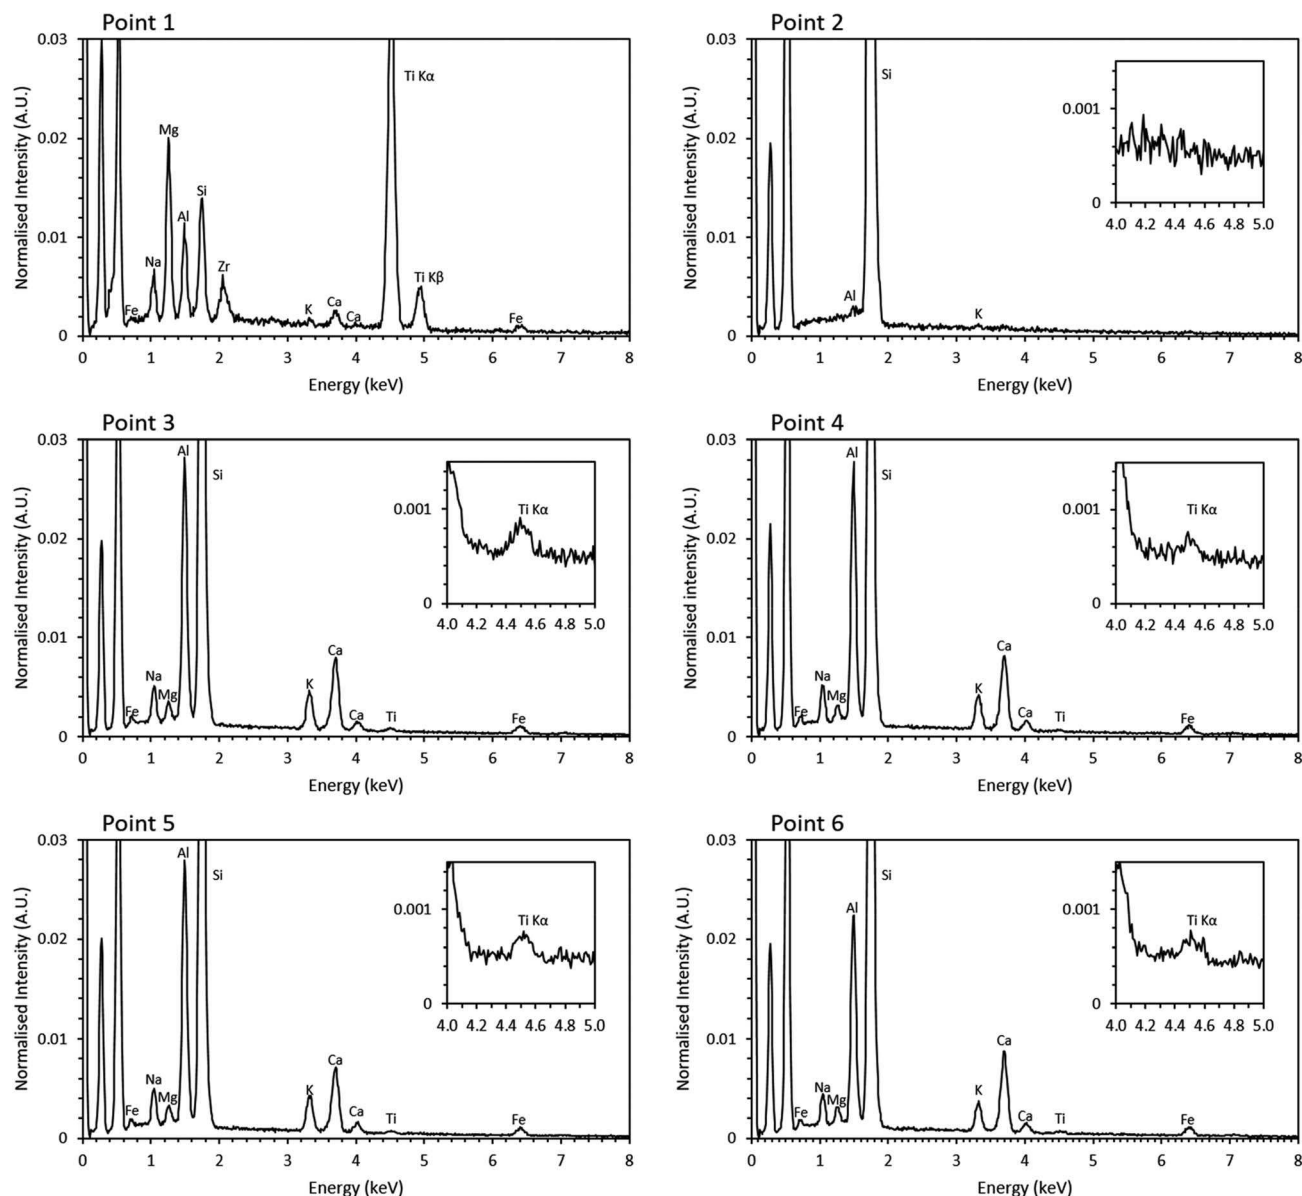 Point 1
Normalised Intensity (A.U.)
0.03
0.02
0.01
0
Fe
Na
Mg
Al
Si
Zr
K
Ca
Ca
Ti Kα
Ti Kβ
Fe
0 1 2 3 4 5 6 7 8
Energy (keV)
Point 2
Normalised Intensity (A.U.)
0.03
0.02
0.01
0
Al
Si
K
0.001
0
4.0 4.2 4.4 4.6 4.8 5.0
0 1 2 3 4 5 6 7 8
Energy (keV)
Point 3
Normalised Intensity (A.U.)
0.03
0.02
0.01
0
Fe
Na
Mg
Al
Si
K
Ca
Ca
Ti
Fe
0.001
0
Ti Kα
4.0 4.2 4.4 4.6 4.8 5.0
0 1 2 3 4 5 6 7 8
Energy (keV)
Point 4
Normalised intensity (A.U.)
0.03
0.02
0.01
0
Fe
Na
Mg
Al
Si
K
Ca
Ca
Ti
Fe
0.001
0
Ti Kα
4.0 4.2 4.4 4.6 4.8 5.0
0 1 2 3 4 5 6 7 8
Energy (keV)
Point 5
Normalised Intensity (A.U.)
0.03
0.02
0.01
0
Fe
Na
Mg
Al
Si
K
Ca
Ca
Ti
Fe
0.001
0
Ti Kα
4.0 4.2 4.4 4.6 4.8 5.0
0 1 2 3 4 5 6 7 8
Energy (keV)
Point 6
Normalised Intensity (A.U.)
0.03
0.02
0.01
0
Fe
Na
Mg
Al
Si
K
Ca
Ca
Ti
Fe
0.001
0
Ti Kα
4.0 4.2 4.4 4.6 4.8 5.0
0 1 2 3 4 5 6 7 8
Energy (keV)